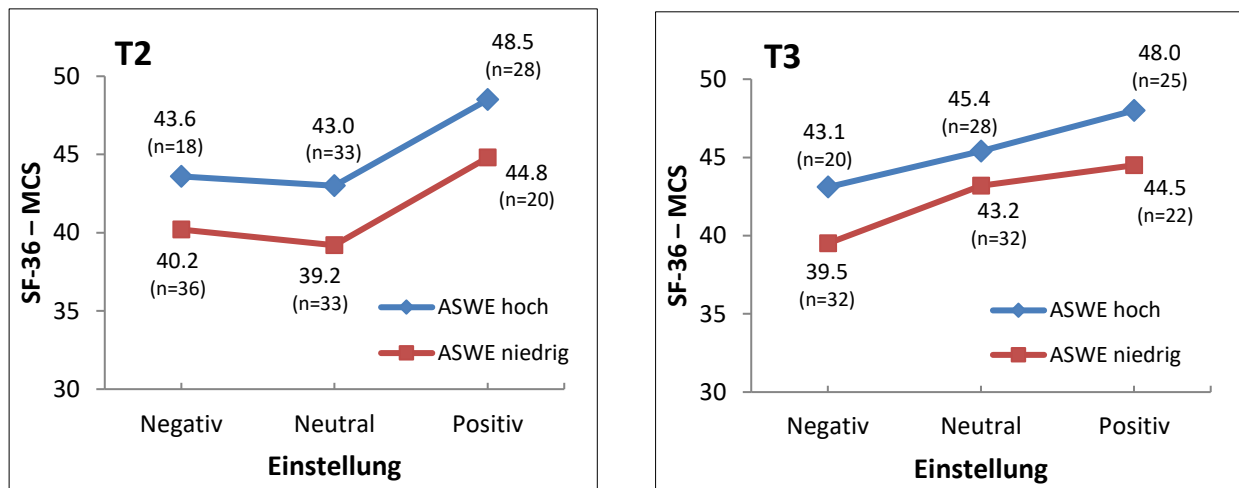 T2
48.5
(n=28)
50
43.6
(n=18)
43.0
(n=33)
45
44.8
(n=20)
40
40.2
(n=36)
39.2
(n=33)
35
30
SF-36 – MCS
ASWE hoch
ASWE niedrig
Negativ Neutral Positiv
Einstellung
T3
48.0
(n=25)
50
45.4
(n=28)
43.1
(n=20)
45
44.5
(n=22)
43.2
(n=32)
40
39.5
(n=32)
35
30
SF-36 – MCS
ASWE hoch
ASWE niedrig
Negativ Neutral Positiv
Einstellung